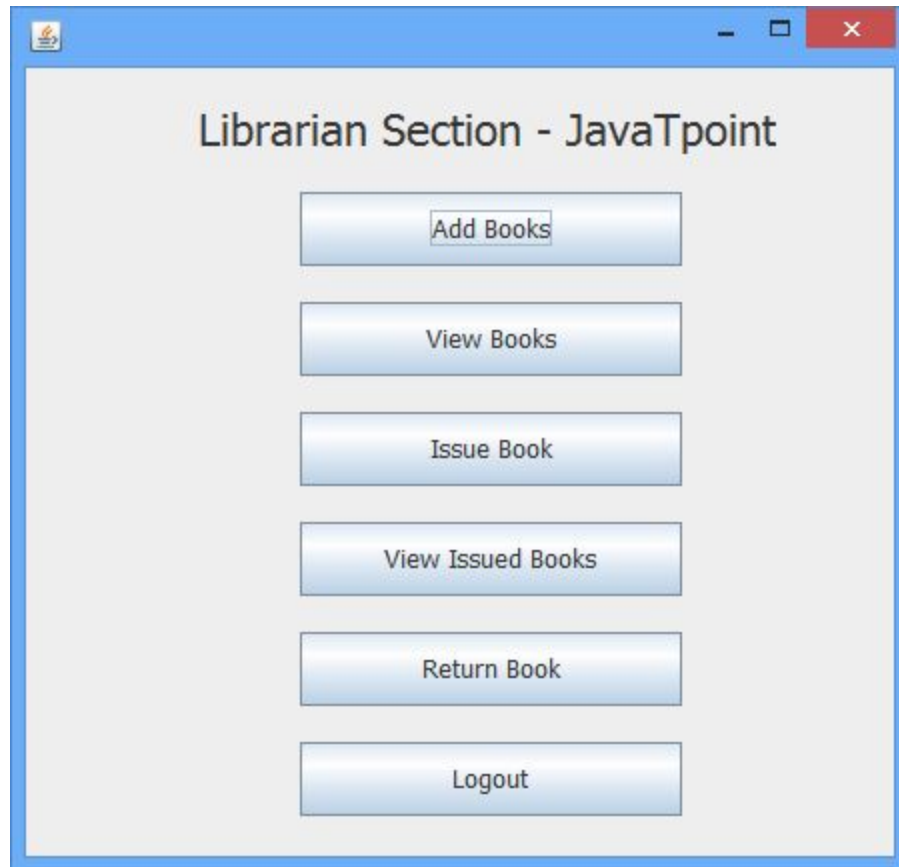 Librarian Section - JavaTpoint
Add Books
View Books
Issue Book
View Issued Books
Return Book
Logout